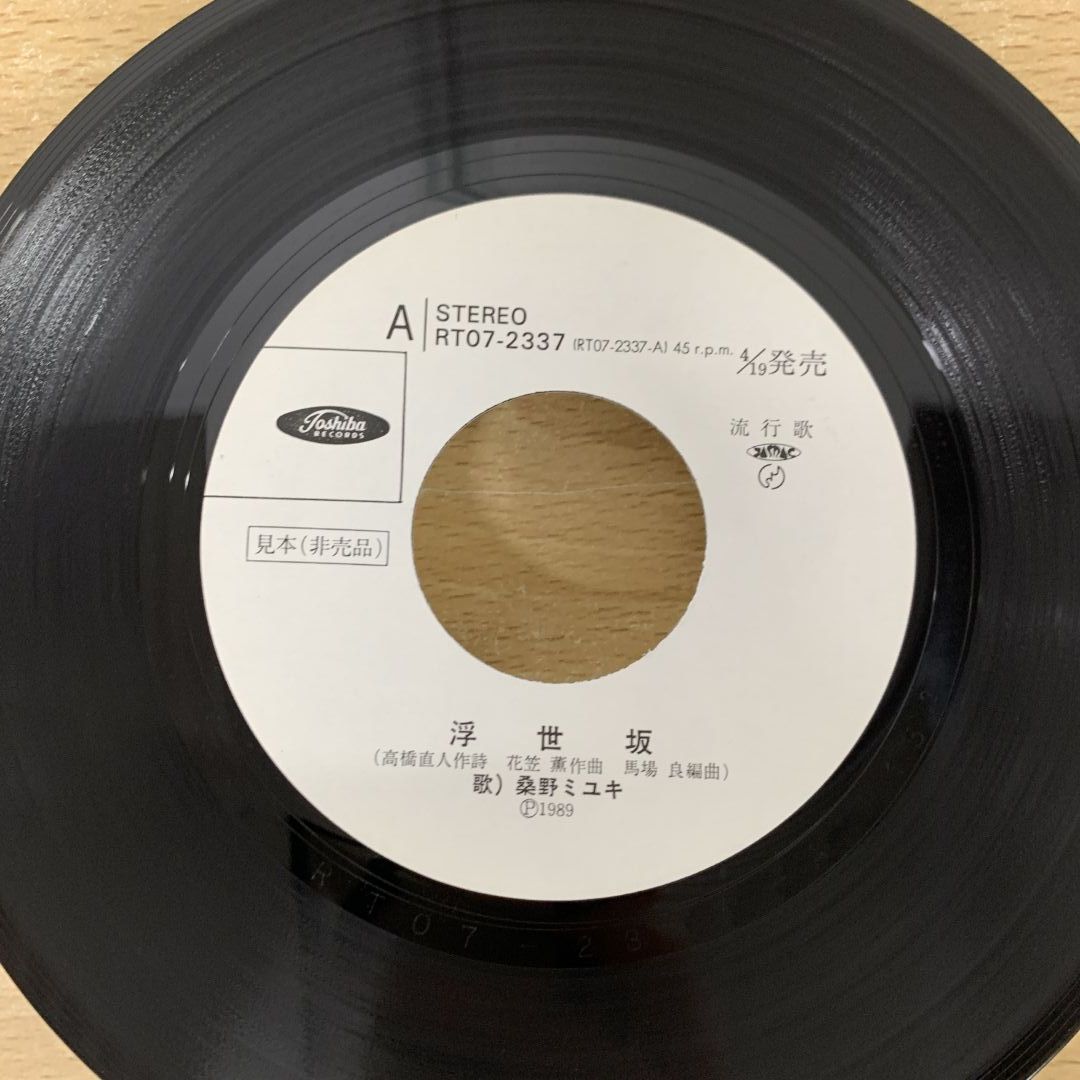 A
STEREO
RT07-2337 (RT07-2337-A) 45 r.p.m. 4/19発売
Toshiba
RECORDS
流行歌
JASRAC
見本(非売品)
浮世坂
(高橋直人作詩 花笠 薫作曲 馬場 良編曲)
歌)桑野ミユキ
Ⓟ1989
RT07-23